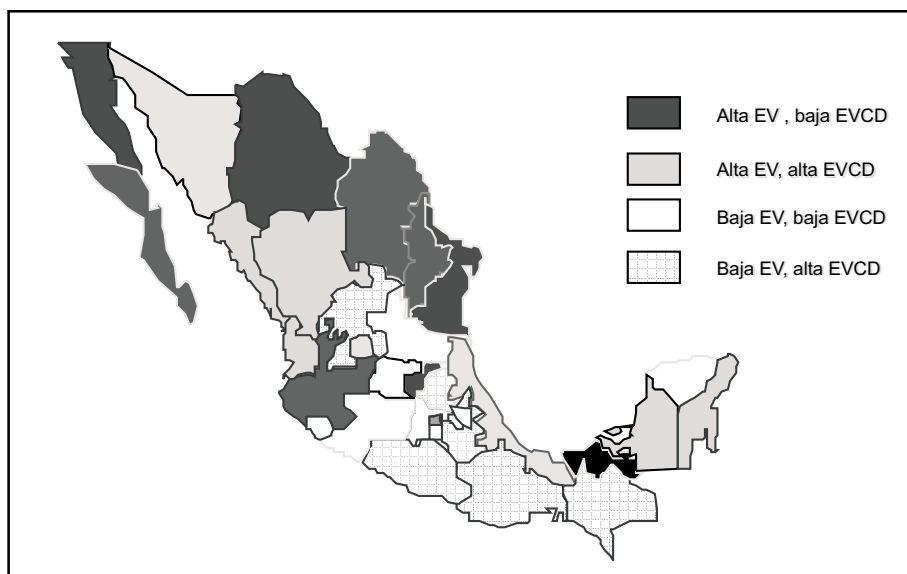 Alta EV , baja EVCD
Alta EV, alta EVCD
Baja EV, baja EVCD
Baja EV, alta EVCD